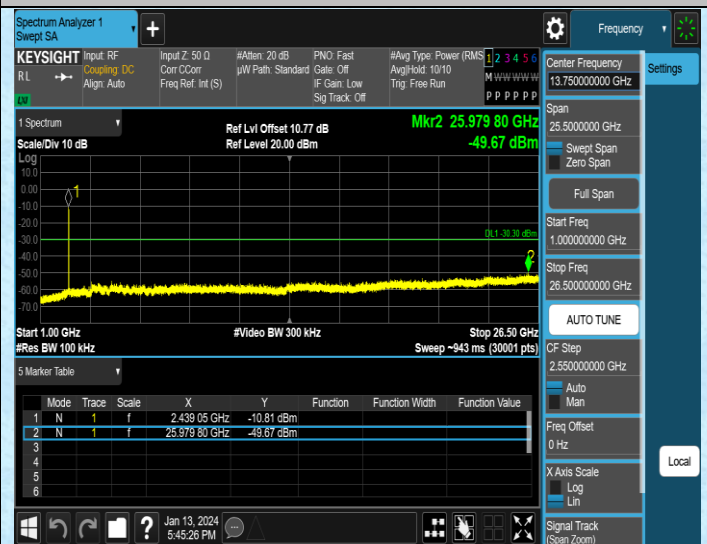 Spectrum Analyzer 1
Swept SA
+
Frequency
KEYSIGHT
RL
LXI
Input: RF
Coupling: DC
Align: Auto
Input Z: 50 Ω
Corr CCorr
Freq Ref: Int (S)
#Atten: 20 dB
µW Path: Standard
PNO: Fast
Gate: Off
IF Gain: Low
Sig Track: Off
#Avg Type: Power (RMS
Avg|Hold: 10/10
Trig: Free Run
1 2 3 4 5 6
M W W W W W
P P P P P P
1 Spectrum
Scale/Div 10 dB
Ref Lvl Offset 10.77 dB
Ref Level 20.00 dBm
Mkr2 25.979 80 GHz
-49.67 dBm
Log
10.0
0.00
-10.0
-20.0
-30.0
-40.0
-50.0
-60.0
-70.0
1
DL1 -30.30 dBm
2
Start 1.00 GHz
#Res BW 100 kHz
#Video BW 300 kHz
Stop 26.50 GHz
Sweep ~943 ms (30001 pts)
5 Marker Table
Mode Trace Scale X Y Function Function Width Function Value
1 N 1 f 2.439 05 GHz -10.81 dBm
2 N 1 f 25.979 80 GHz -49.67 dBm
3
4
5
6
Jan 13, 2024
5:45:26 PM
?
Center Frequency
13.750000000 GHz
Settings
Span
25.5000000 GHz
Swept Span
Zero Span
Full Span
Start Freq
1.000000000 GHz
Stop Freq
26.500000000 GHz
AUTO TUNE
CF Step
2.550000000 GHz
Auto
Man
Freq Offset
0 Hz
X Axis Scale
Log
Lin
Local
Signal Track
(Span Zoom)